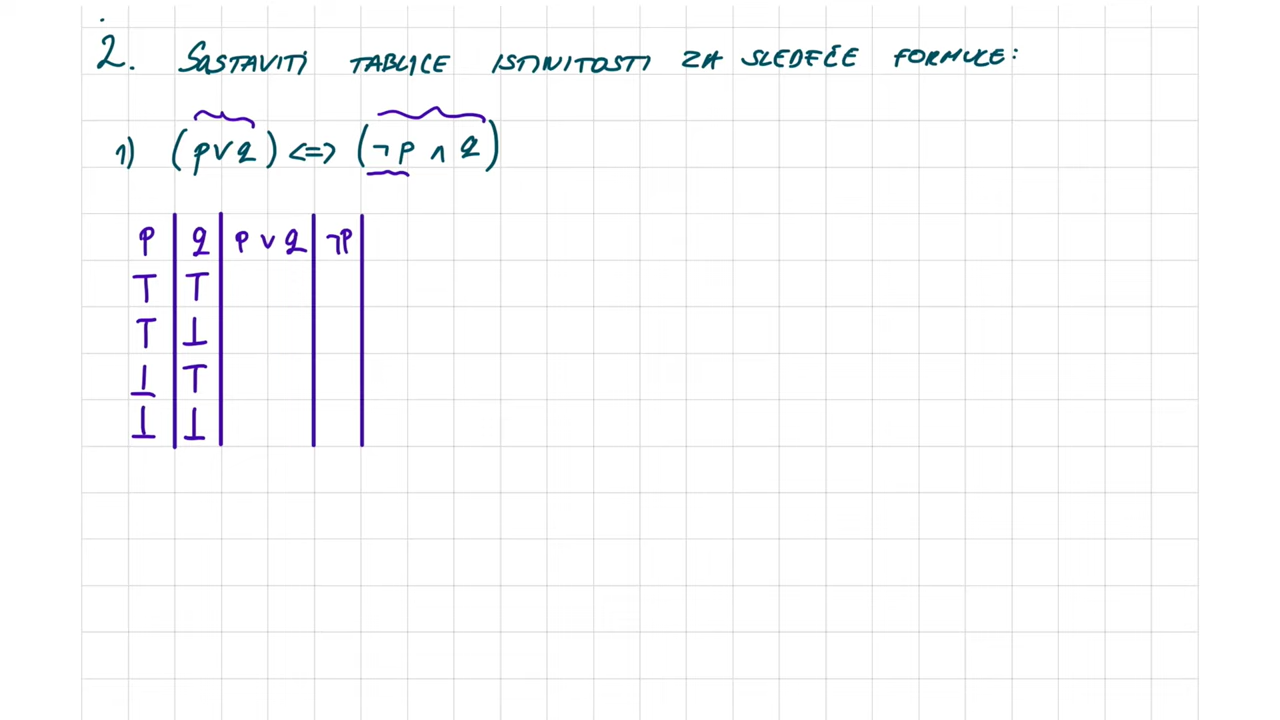 2. SASTAVITI TABLICE ISTINITOSTI ZA SLEDEĆE FORMULE:
1) (p ∨ q) <=> (¬p ∧ q)
p q p ∨ q ¬p
T T
T ⊥
⊥ T
⊥ ⊥